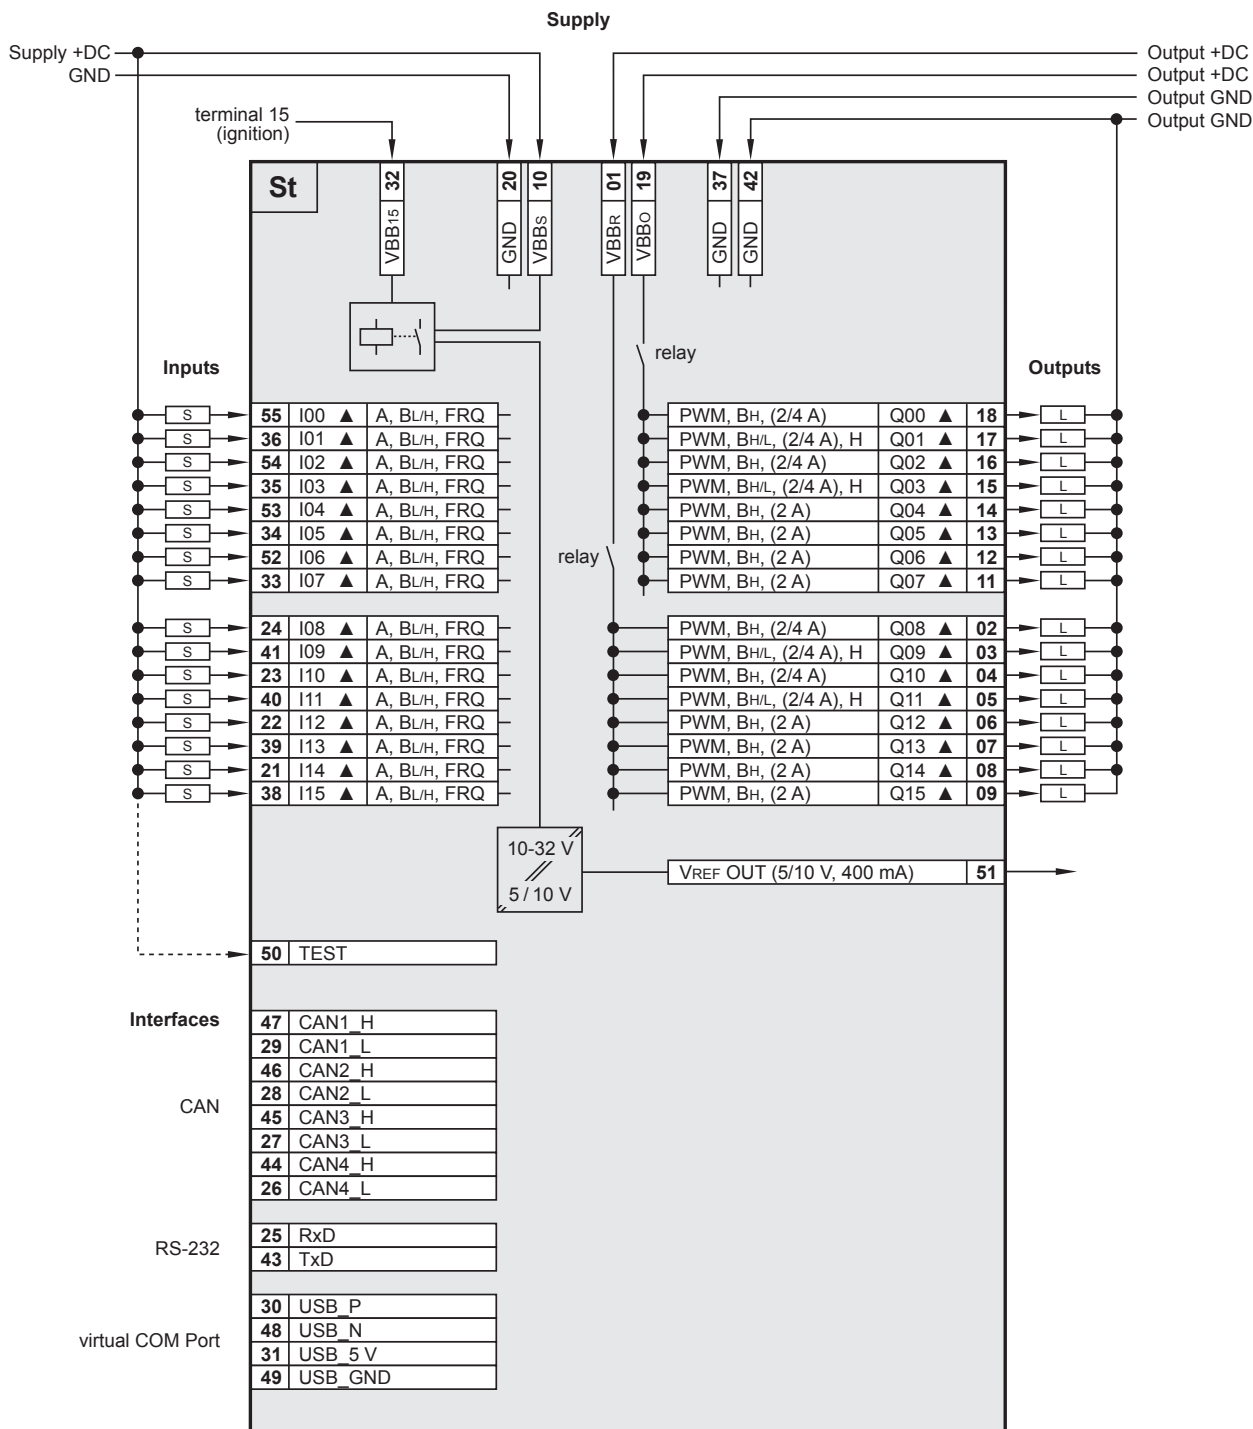 Supply
Supply +DC
GND
Output +DC
Output +DC
Output GND
Output GND
terminal 15
(ignition)
St
32 VBB15
20 GND
10 VBBS
01 VBBR
19 VBBO
37 GND
42 GND
relay
relay
Inputs
S 55 I00 ▲ A, BL/H, FRQ
S 36 I01 ▲ A, BL/H, FRQ
S 54 I02 ▲ A, BL/H, FRQ
S 35 I03 ▲ A, BL/H, FRQ
S 53 I04 ▲ A, BL/H, FRQ
S 34 I05 ▲ A, BL/H, FRQ
S 52 I06 ▲ A, BL/H, FRQ
S 33 I07 ▲ A, BL/H, FRQ
S 24 I08 ▲ A, BL/H, FRQ
S 41 I09 ▲ A, BL/H, FRQ
S 23 I10 ▲ A, BL/H, FRQ
S 40 I11 ▲ A, BL/H, FRQ
S 22 I12 ▲ A, BL/H, FRQ
S 39 I13 ▲ A, BL/H, FRQ
S 21 I14 ▲ A, BL/H, FRQ
S 38 I15 ▲ A, BL/H, FRQ
Outputs
PWM, BH, (2/4 A) Q00 ▲ 18 L
PWM, BH/L, (2/4 A), H Q01 ▲ 17 L
PWM, BH, (2/4 A) Q02 ▲ 16 L
PWM, BH/L, (2/4 A), H Q03 ▲ 15 L
PWM, BH, (2 A) Q04 ▲ 14 L
PWM, BH, (2 A) Q05 ▲ 13 L
PWM, BH, (2 A) Q06 ▲ 12 L
PWM, BH, (2 A) Q07 ▲ 11 L
PWM, BH, (2/4 A) Q08 ▲ 02 L
PWM, BH/L, (2/4 A), H Q09 ▲ 03 L
PWM, BH, (2/4 A) Q10 ▲ 04 L
PWM, BH/L, (2/4 A), H Q11 ▲ 05 L
PWM, BH, (2 A) Q12 ▲ 06 L
PWM, BH, (2 A) Q13 ▲ 07 L
PWM, BH, (2 A) Q14 ▲ 08 L
PWM, BH, (2 A) Q15 ▲ 09 L
10-32 V
5 / 10 V
VREF OUT (5/10 V, 400 mA) 51
50 TEST
Interfaces
CAN
47 CAN1_H
29 CAN1_L
46 CAN2_H
28 CAN2_L
45 CAN3_H
27 CAN3_L
44 CAN4_H
26 CAN4_L
RS-232
25 RxD
43 TxD
virtual COM Port
30 USB_P
48 USB_N
31 USB_5 V
49 USB_GND